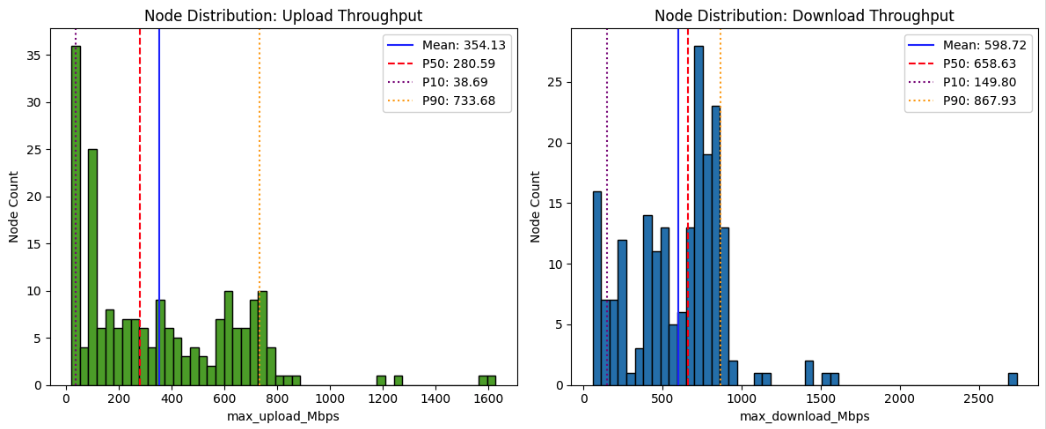 Node Distribution: Upload Throughput
Mean: 354.13
P50: 280.59
P10: 38.69
P90: 733.68
35
30
25
20
15
10
5
0
Node Count
0 200 400 600 800 1000 1200 1400 1600
max_upload_Mbps
Node Distribution: Download Throughput
Mean: 598.72
P50: 658.63
P10: 149.80
P90: 867.93
25
20
15
10
5
0
Node Count
0 500 1000 1500 2000 2500
max_download_Mbps